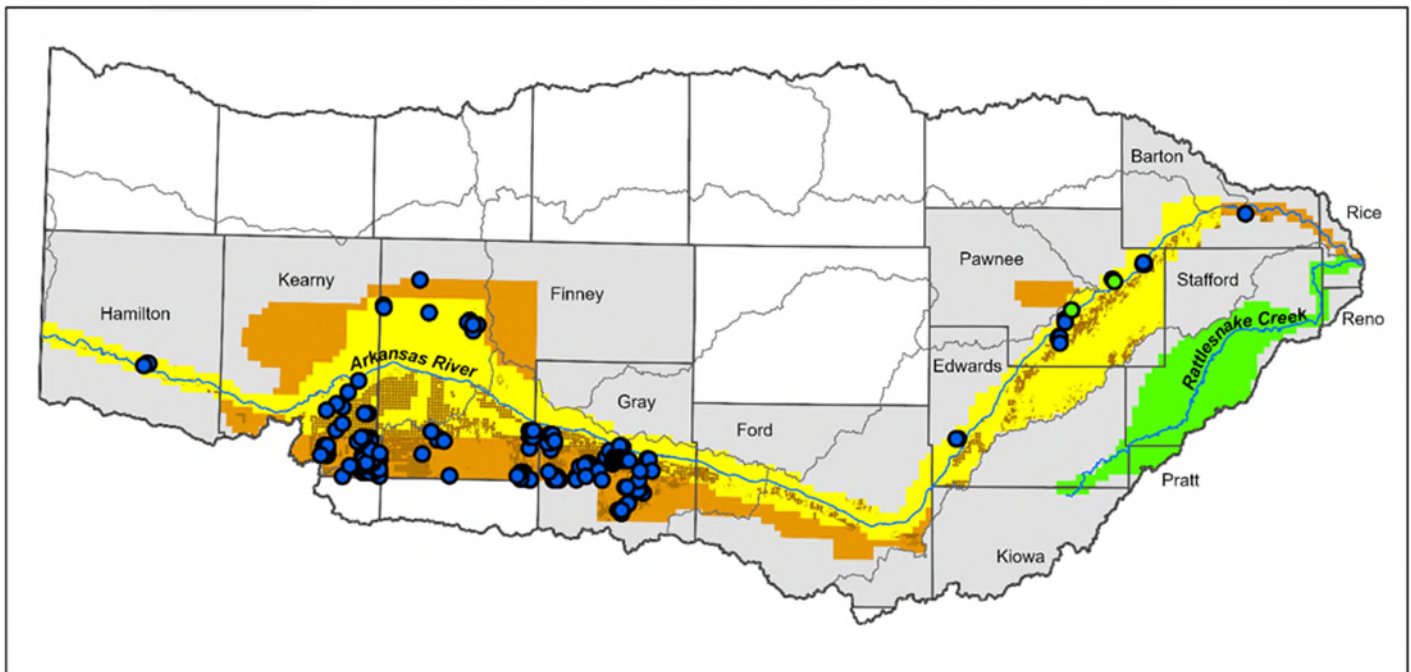 Barton
Rice
Pawnee
Kearny
Stafford
Finney
Hamilton
Reno
Rattlesnake Creek
Arkansas River
Edwards
Gray
Ford
Pratt
Kiowa